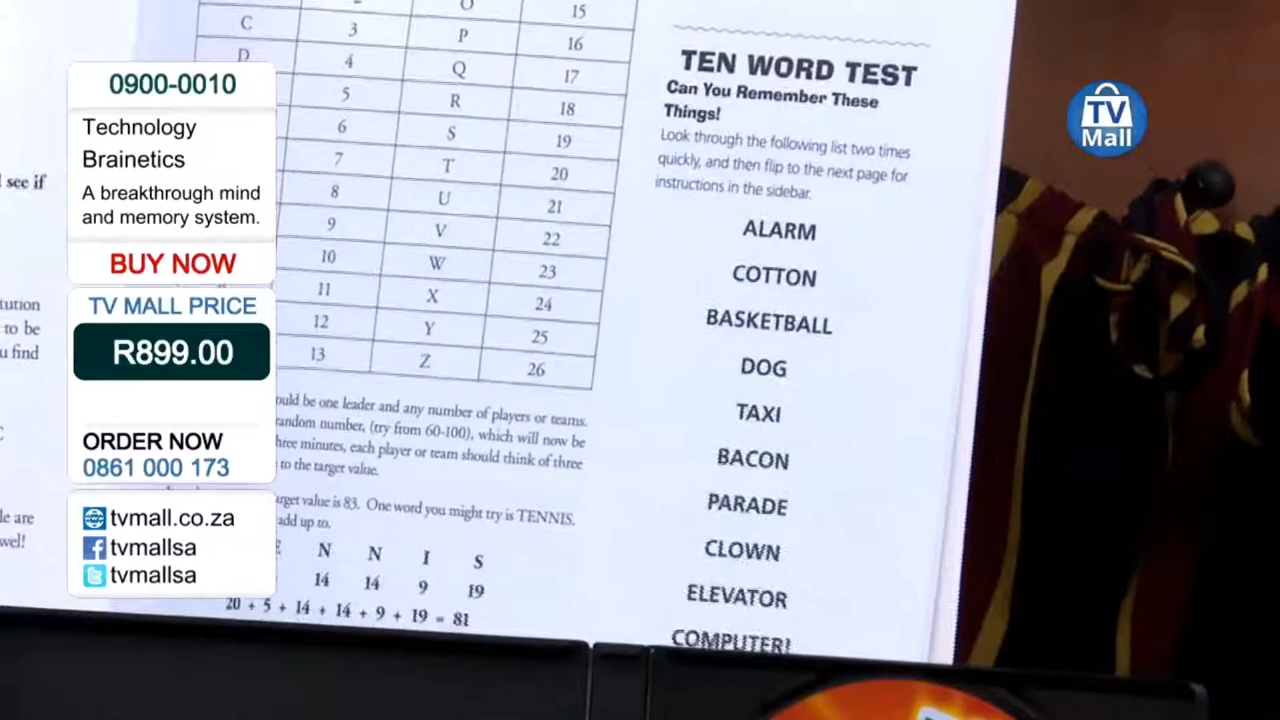 0900-0010
Technology
Brainetics
A breakthrough mind
and memory system.
BUY NOW
TV MALL PRICE
R899.00
ORDER NOW
0861 000 173
tvmall.co.za
tvmallsa
tvmallsa
see if
to be
find
le are
wel!
O 15
C 3 P 16
D 4 Q 17
5 R 18
6 S 19
7 T 20
8 U 21
9 V 22
10 W 23
11 X 24
12 Y 25
13 Z 26
ould be one leader and any number of players or teams.
andom number, (try from 60-100), which will now be
hree minutes, each player or team should think of three
to the target value.
arget value is 83. One word you might try is TENNIS.
add up to.
N N I S
14 14 9 19
20 + 5 + 14 + 14 + 9 + 19 = 81
TEN WORD TEST
Can You Remember These
Things!
Look through the following list two times
quickly, and then flip to the next page for
instructions in the sidebar.
ALARM
COTTON
BASKETBALL
DOG
TAXI
BACON
PARADE
CLOWN
ELEVATOR
COMPUTER!
TV
Mall